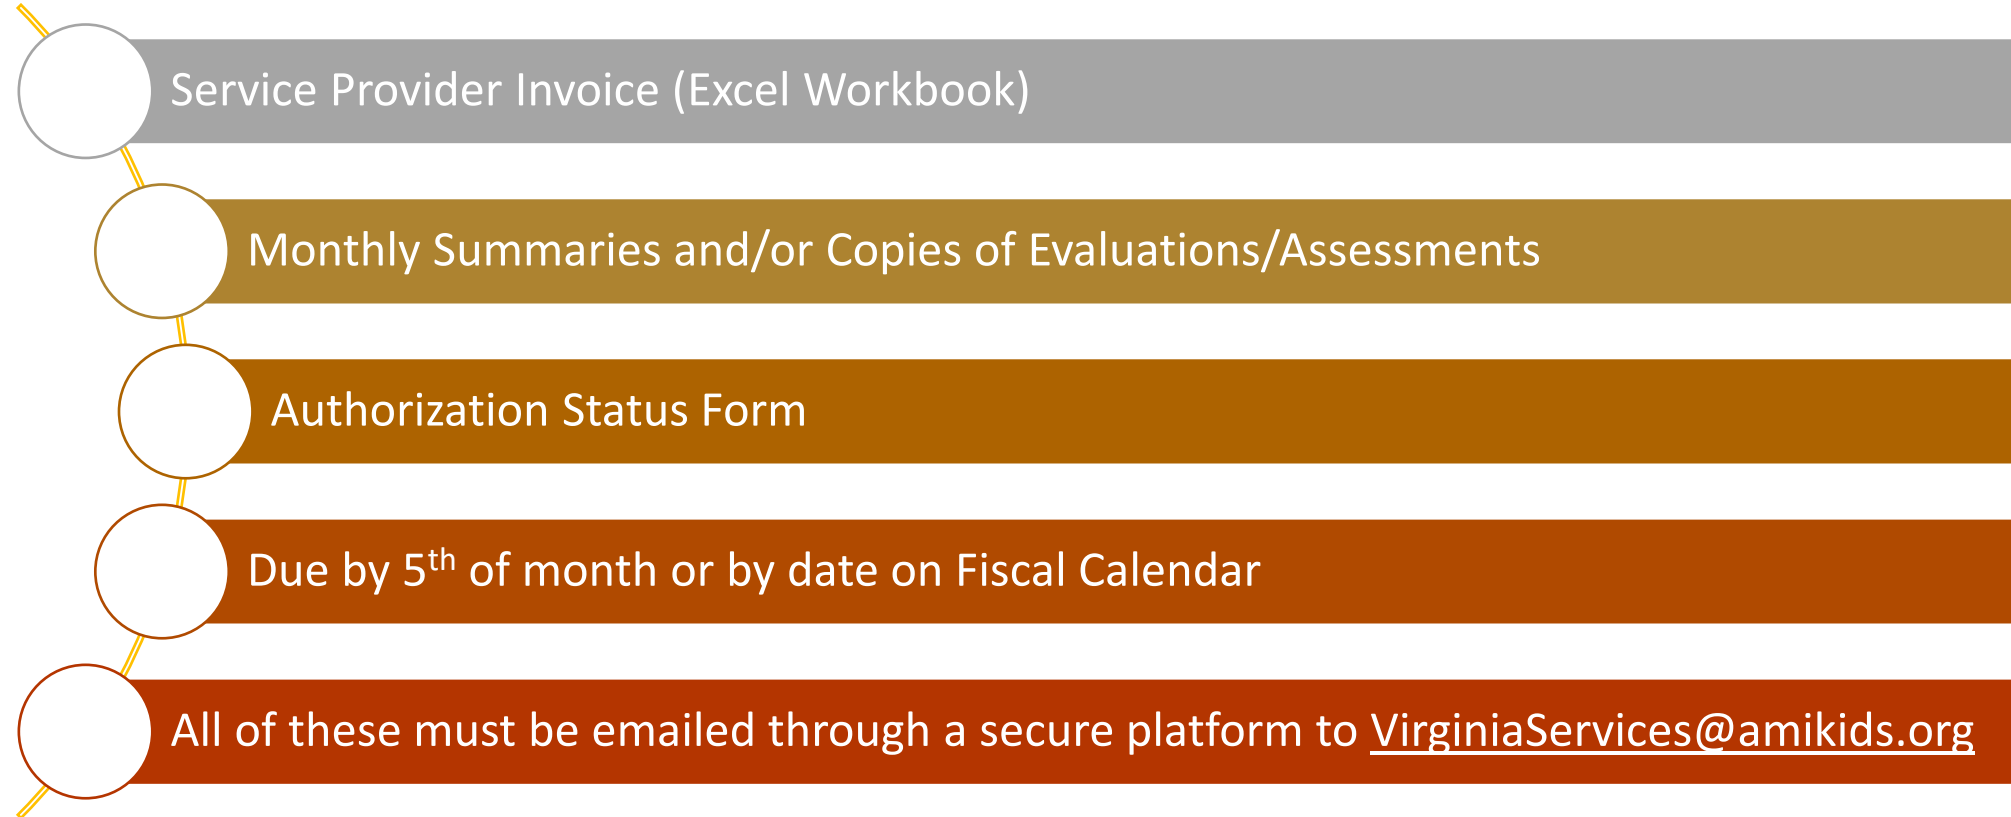 Service Provider Invoice (Excel Workbook)
Monthly Summaries and/or Copies of Evaluations/Assessments
Authorization Status Form
Due by 5th of month or by date on Fiscal Calendar
All of these must be emailed through a secure platform to VirginiaServices@amikids.org